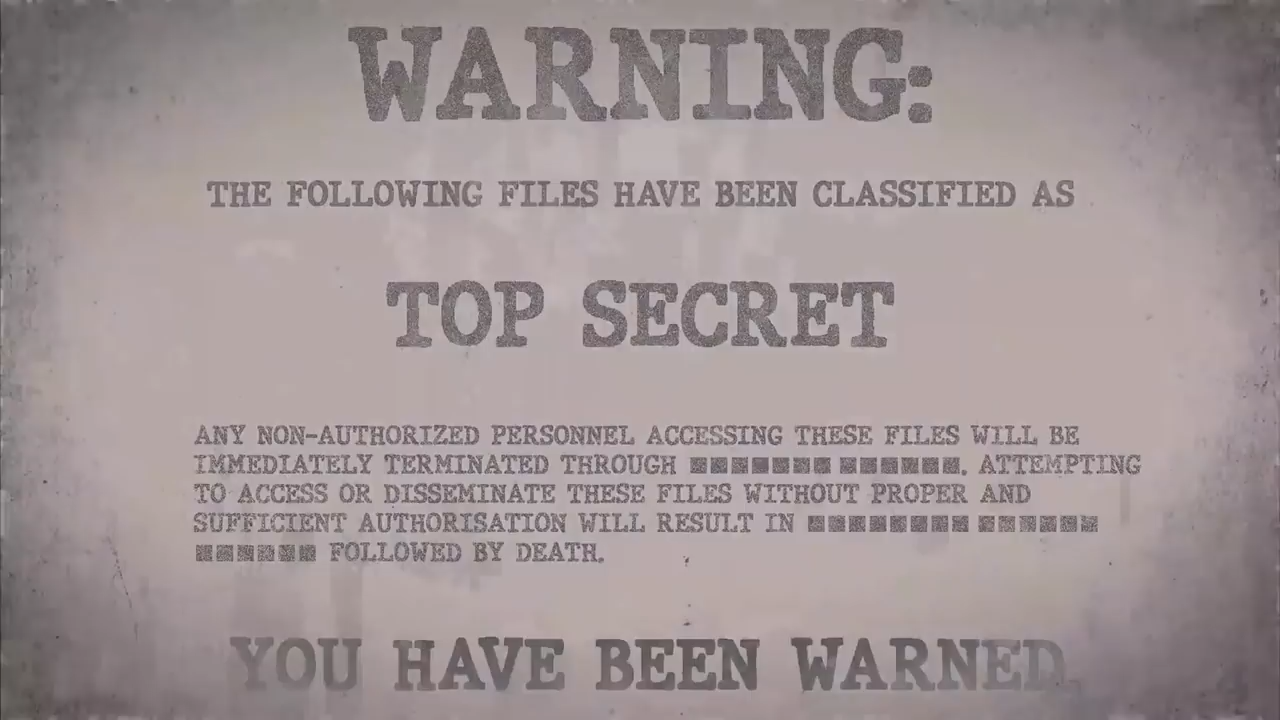 WARNING:
THE FOLLOWING FILES HAVE BEEN CLASSIFIED AS
TOP SECRET
ANY NON-AUTHORIZED PERSONNEL ACCESSING THESE FILES WILL BE
IMMEDIATELY TERMINATED THROUGH ■■■■■■■ ■■■■■■. ATTEMPTING
TO ACCESS OR DISSEMINATE THESE FILES WITHOUT PROPER AND
SUFFICIENT AUTHORISATION WILL RESULT IN ■■■■■■■■ ■■■■■■
■■■■■■ FOLLOWED BY DEATH.
YOU HAVE BEEN WARNED.